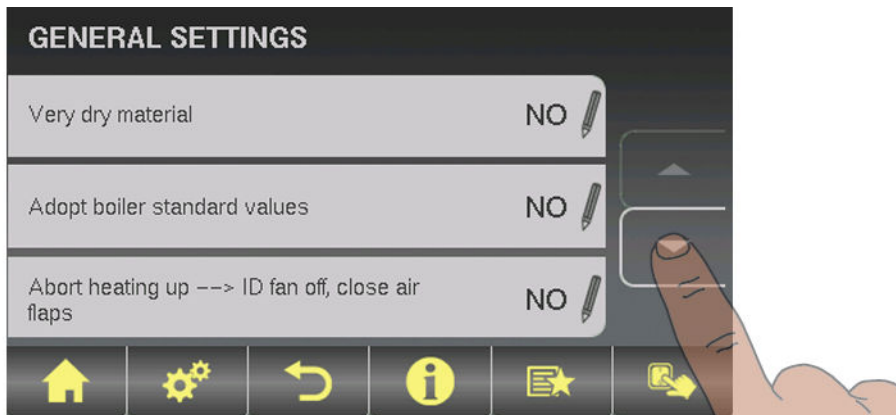 GENERAL SETTINGS
Very dry material NO
Adopt boiler standard values NO
Abort heating up --> ID fan off, close air
flaps NO